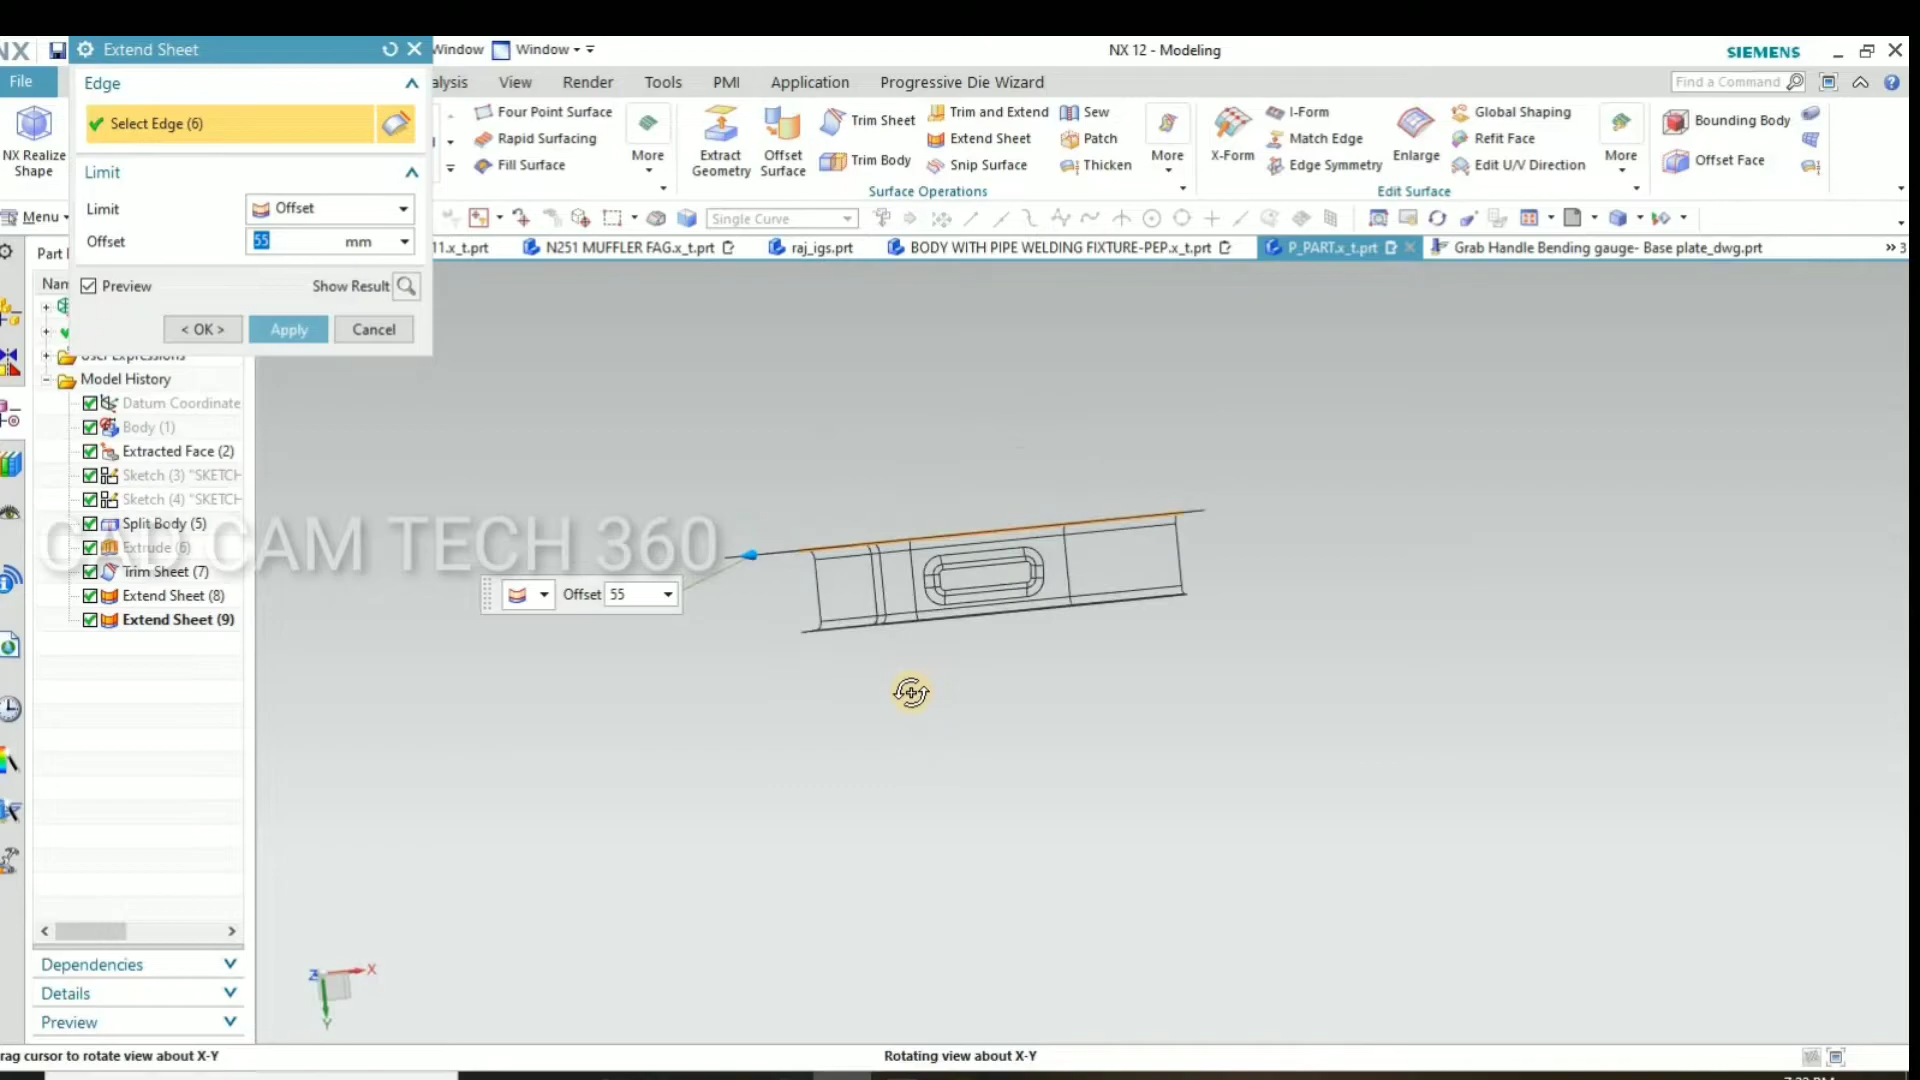 NX
Extend Sheet
Window
Window
NX 12 - Modeling
SIEMENS
File
Edge
alysis
View
Render
Tools
PMI
Application
Progressive Die Wizard
Find a Command
Select Edge (6)
NX Realize
Shape
Four Point Surface
Rapid Surfacing
Fill Surface
More
Extract
Geometry
Offset
Surface
Trim Sheet
Trim Body
Trim and Extend
Extend Sheet
Snip Surface
Sew
Patch
Thicken
More
Surface Operations
X-Form
I-Form
Match Edge
Edge Symmetry
Enlarge
Global Shaping
Refit Face
Edit U/V Direction
More
Edit Surface
Bounding Body
Offset Face
Limit
Limit
Offset
Offset
55
mm
Menu
Single Curve
Part
11.x_t.prt
N251 MUFFLER FAG.x_t.prt
raj_igs.prt
BODY WITH PIPE WELDING FIXTURE-PEP.x_t.prt
P_PART.x_t.prt
Grab Handle Bending gauge- Base plate_dwg.prt
3
Preview
Show Result
< OK >
Apply
Cancel
Nan
User Expressions
Model History
Datum Coordinate
Body (1)
Extracted Face (2)
Sketch (3) "SKETCH
Sketch (4) "SKETCH
Split Body (5)
Extrude (6)
Trim Sheet (7)
Extend Sheet (8)
Extend Sheet (9)
CAD CAM TECH 360
Offset
55
Dependencies
Details
Preview
Z
X
Y
rag cursor to rotate view about X-Y
Rotating view about X-Y